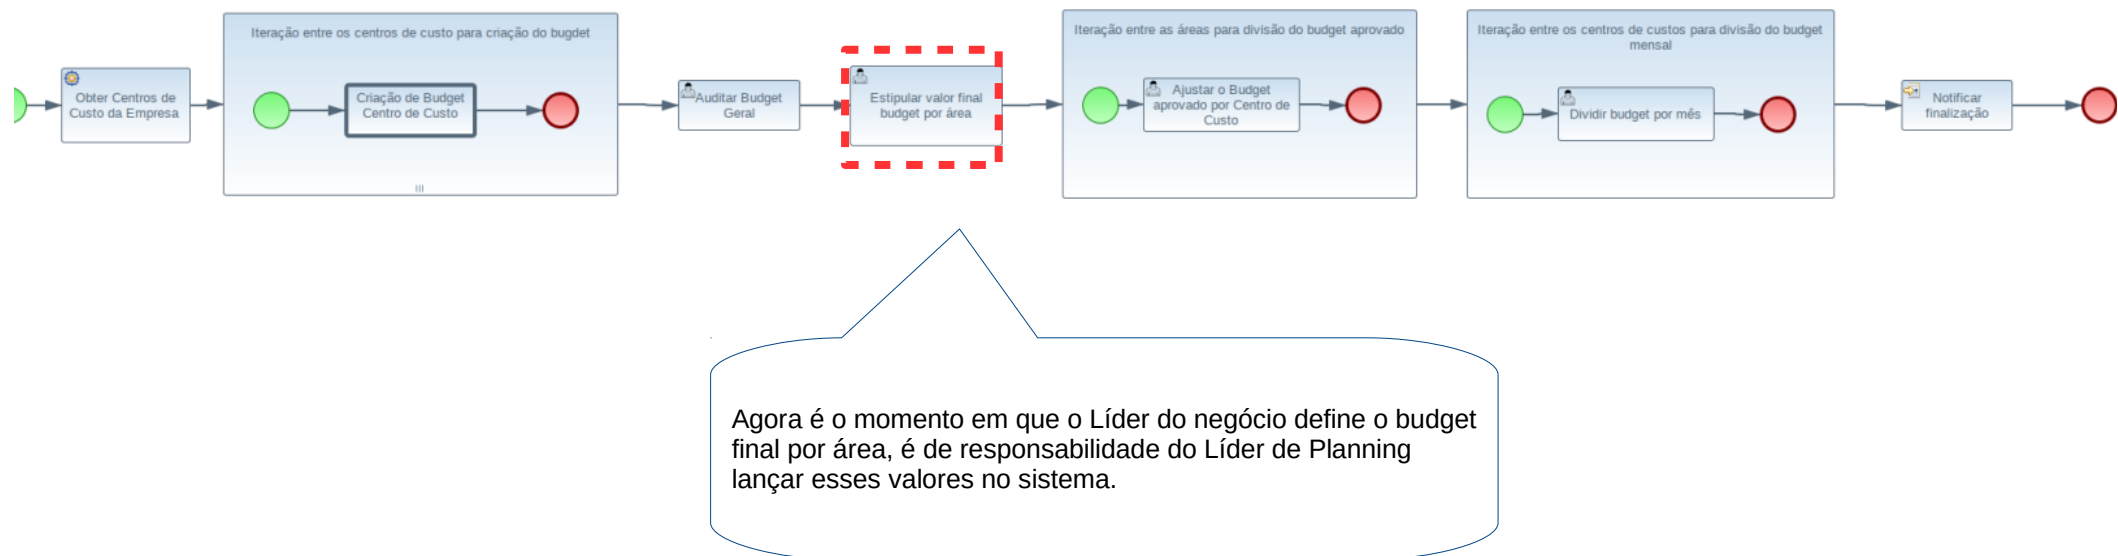 Obter Centros de
Custo da Empresa
Iteração entre os centros de custo para criação do bugdet
Criação de Budget
Centro de Custo
Auditar Budget
Geral
Estipular valor final
budget por área
Iteração entre as áreas para divisão do budget aprovado
Ajustar o Budget
aprovado por Centro de
Custo
Iteração entre os centros de custos para divisão do budget
mensal
Dividir budget por mês
Notificar
finalização
Agora é o momento em que o Líder do negócio define o budget
final por área, é de responsabilidade do Líder de Planning
lançar esses valores no sistema.